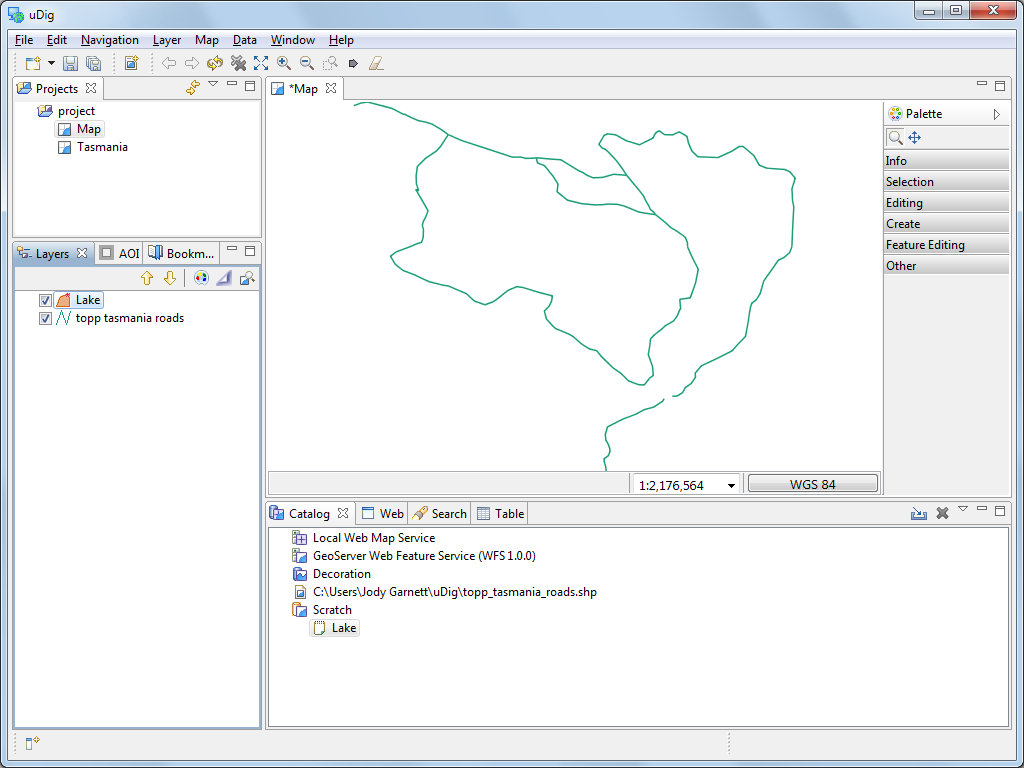 uDig
File Edit Navigation Layer Map Data Window Help
Projects
project
Map
Tasmania
Layers AOI Bookm...
Lake
topp tasmania roads
*Map
Palette
Info
Selection
Editing
Create
Feature Editing
Other
1:2,176,564 WGS 84
Catalog Web Search Table
Local Web Map Service
GeoServer Web Feature Service (WFS 1.0.0)
Decoration
C:\Users\Jody Garnett\uDig\topp_tasmania_roads.shp
Scratch
Lake